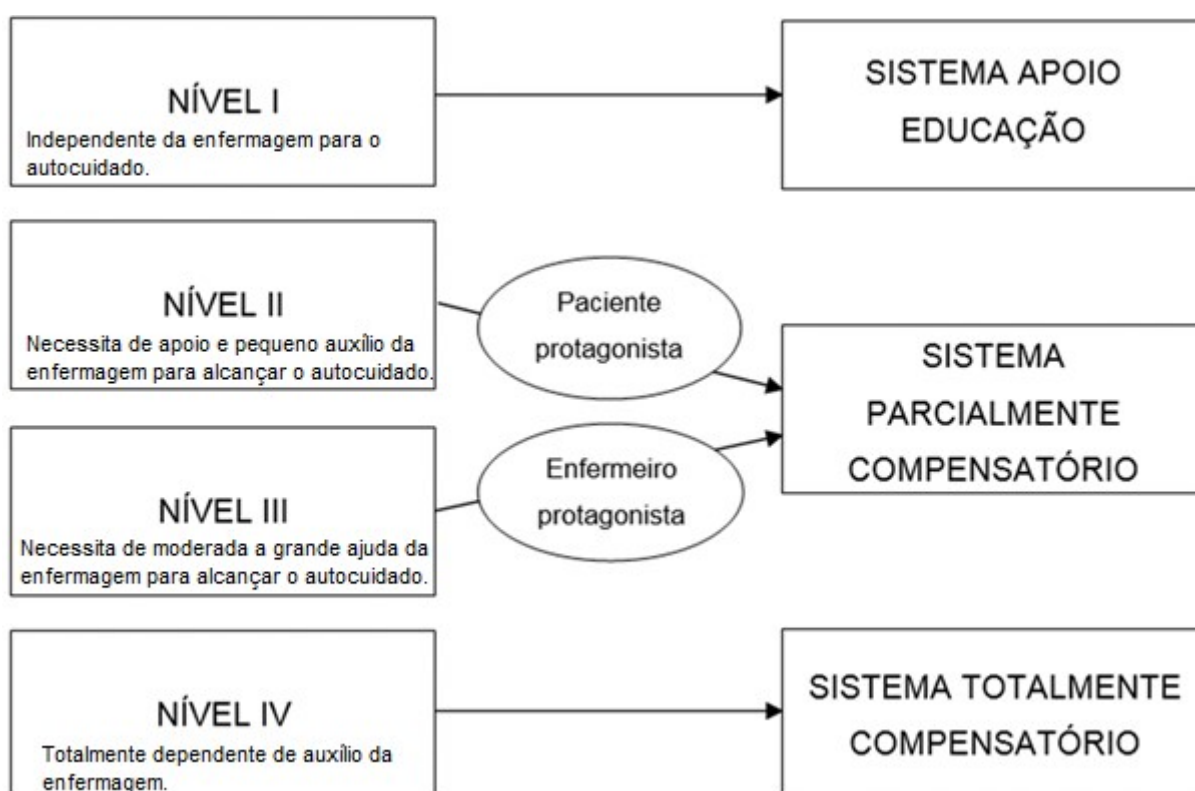 NÍVEL I
Independente da enfermagem para o
autocuidado.
SISTEMA APOIO
EDUCAÇÃO
NÍVEL II
Necessita de apoio e pequeno auxílio da
enfermagem para alcançar o autocuidado.
Paciente
protagonista
NÍVEL III
Necessita de moderada a grande ajuda da
enfermagem para alcançar o autocuidado.
Enfermeiro
protagonista
SISTEMA
PARCIALMENTE
COMPENSATÓRIO
NÍVEL IV
Totalmente dependente de auxílio da
enfermagem.
SISTEMA TOTALMENTE
COMPENSATÓRIO